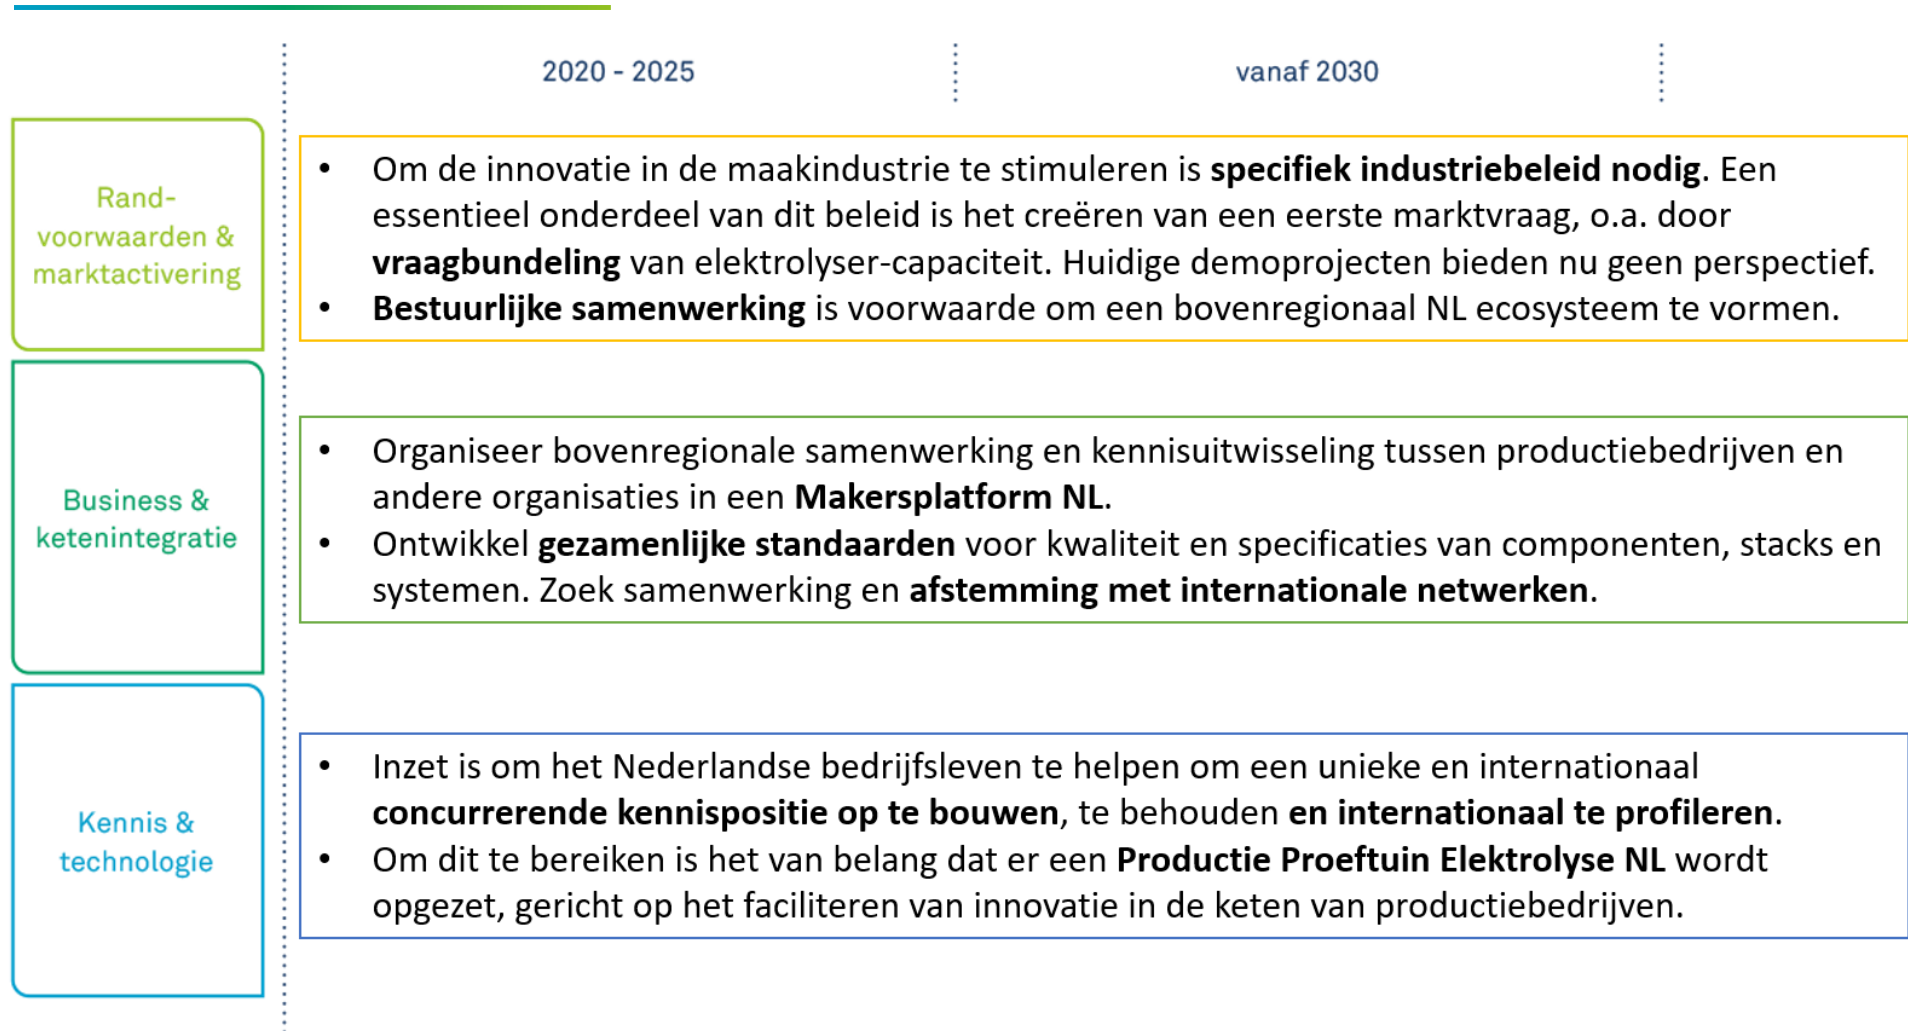 2020 - 2025
vanaf 2030
Rand-
voorwaarden &
marktactivering
• Om de innovatie in de maakindustrie te stimuleren is specifiek industriebeleid nodig. Een
essentieel onderdeel van dit beleid is het creëren van een eerste marktvraag, o.a. door
vraagbundeling van elektrolyser-capaciteit. Huidige demoprojecten bieden nu geen perspectief.
• Bestuurlijke samenwerking is voorwaarde om een bovenregionaal NL ecosysteem te vormen.
Business &
ketenintegratie
• Organiseer bovenregionale samenwerking en kennisuitwisseling tussen productiebedrijven en
andere organisaties in een Makersplatform NL.
• Ontwikkel gezamenlijke standaarden voor kwaliteit en specificaties van componenten, stacks en
systemen. Zoek samenwerking en afstemming met internationale netwerken.
Kennis &
technologie
• Inzet is om het Nederlandse bedrijfsleven te helpen om een unieke en internationaal
concurrerende kennispositie op te bouwen, te behouden en internationaal te profileren.
• Om dit te bereiken is het van belang dat er een Productie Proeftuin Elektrolyse NL wordt
opgezet, gericht op het faciliteren van innovatie in de keten van productiebedrijven.